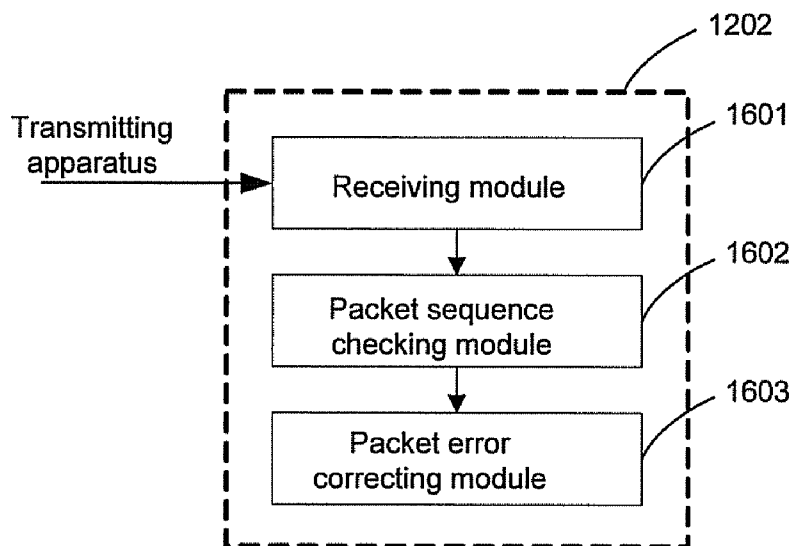 1202
Transmitting
apparatus
1601
Receiving module
1602
Packet sequence
checking module
1603
Packet error
correcting module